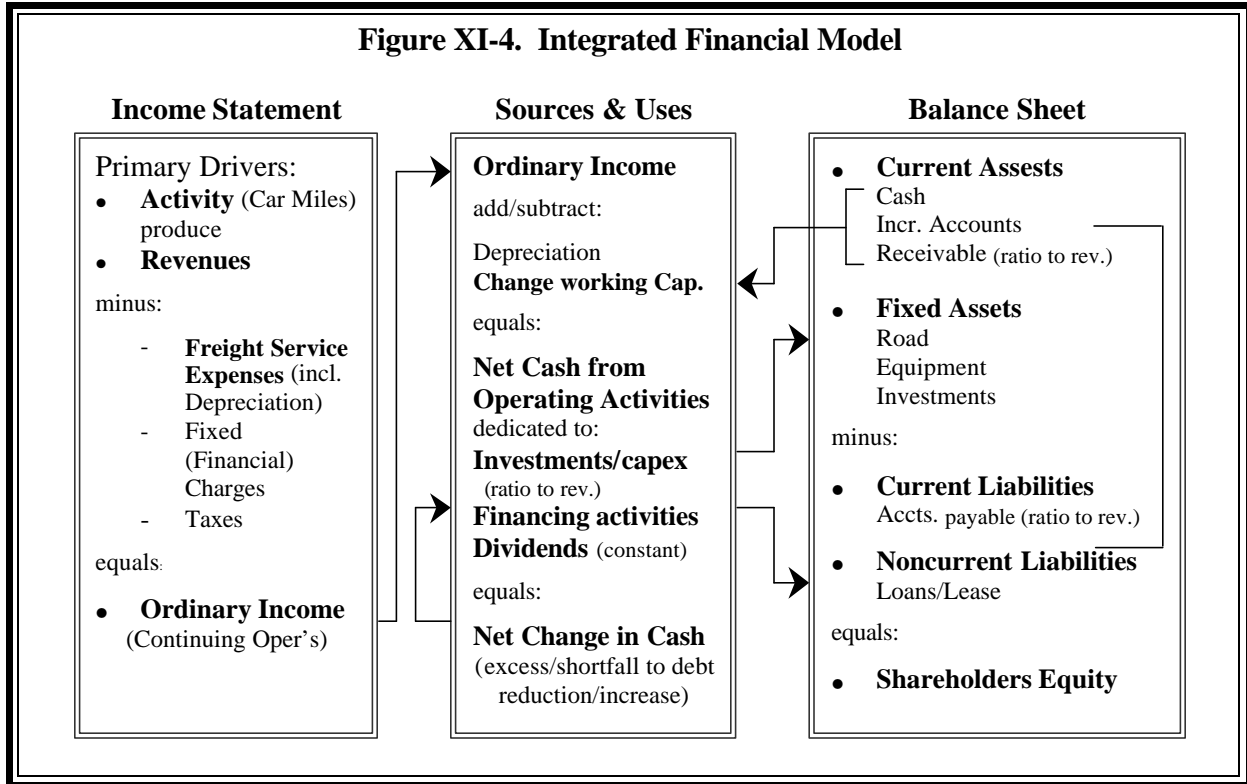 Figure XI-4. Integrated Financial Model
Income Statement
Primary Drivers:
● Activity (Car Miles)
produce
● Revenues
minus:
- Freight Service
Expenses (incl.
Depreciation)
- Fixed
(Financial)
Charges
- Taxes
equals:
● Ordinary Income
(Continuing Oper's)
Sources & Uses
Ordinary Income
add/subtract:
Depreciation
Change working Cap.
equals:
Net Cash from
Operating Activities
dedicated to:
Investments/capex
(ratio to rev.)
Financing activities
Dividends (constant)
equals:
Net Change in Cash
(excess/shortfall to debt
reduction/increase)
Balance Sheet
● Current Assests
Cash
Incr. Accounts
Receivable (ratio to rev.)
● Fixed Assets
Road
Equipment
Investments
minus:
● Current Liabilities
Accts. payable (ratio to rev.)
● Noncurrent Liabilities
Loans/Lease
equals:
● Shareholders Equity